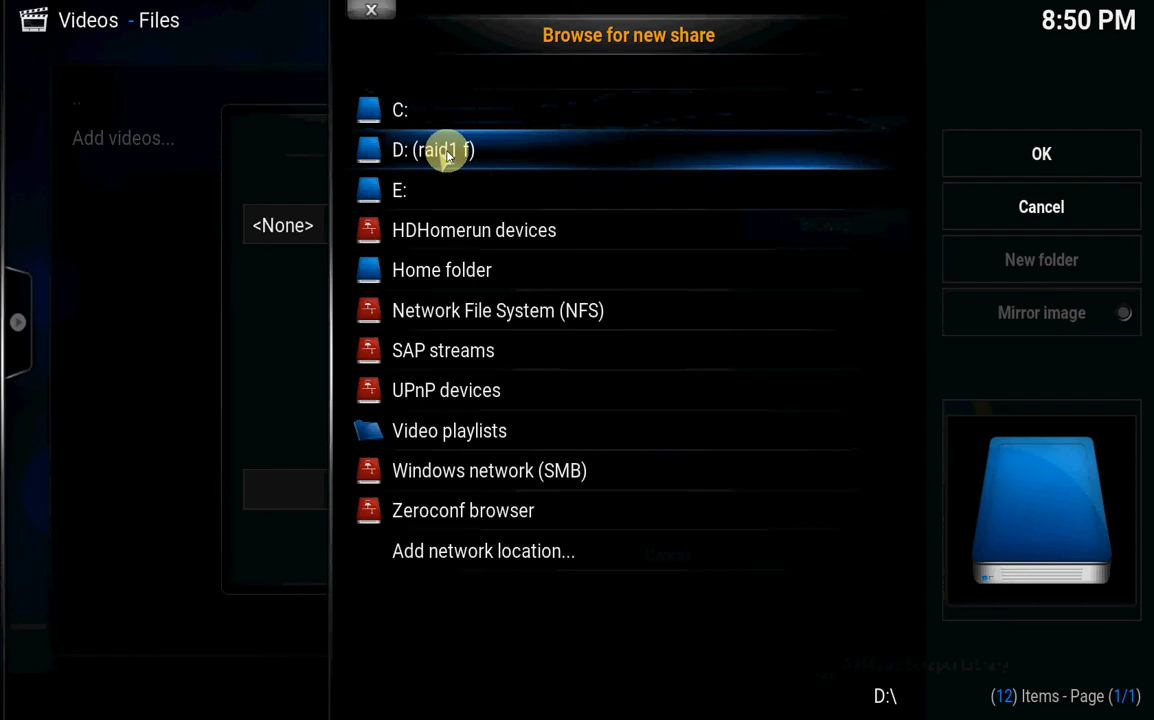 Videos - Files
8:50 PM
x
Browse for new share
..
Add videos...
<None>
C:
D: (raid1 f)
E:
HDHomerun devices
Home folder
Network File System (NFS)
SAP streams
UPnP devices
Video playlists
Windows network (SMB)
Zeroconf browser
Add network location...
OK
Cancel
New folder
Mirror image
Cancel
D:\
(12) Items - Page (1/1)